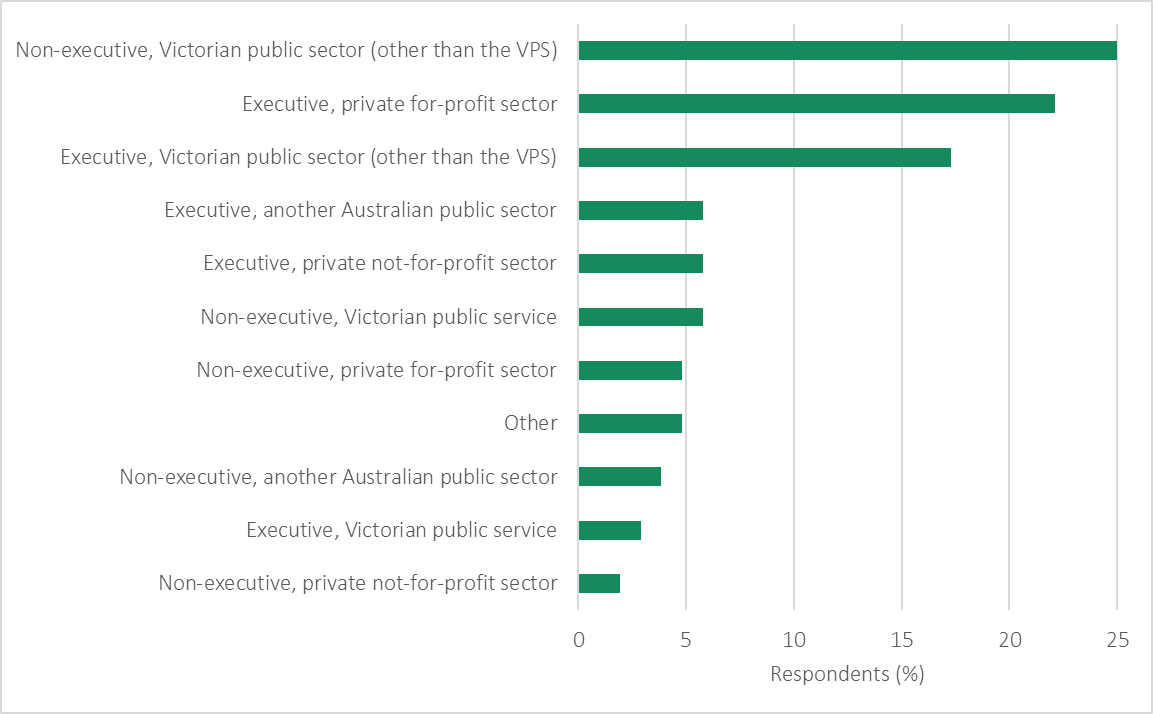 Non-executive, Victorian public sector (other than the VPS)
Executive, private for-profit sector
Executive, Victorian public sector (other than the VPS)
Executive, another Australian public sector
Executive, private not-for-profit sector
Non-executive, Victorian public service
Non-executive, private for-profit sector
Other
Non-executive, another Australian public sector
Executive, Victorian public service
Non-executive, private not-for-profit sector
0 5 10 15 20 25
Respondents (%)